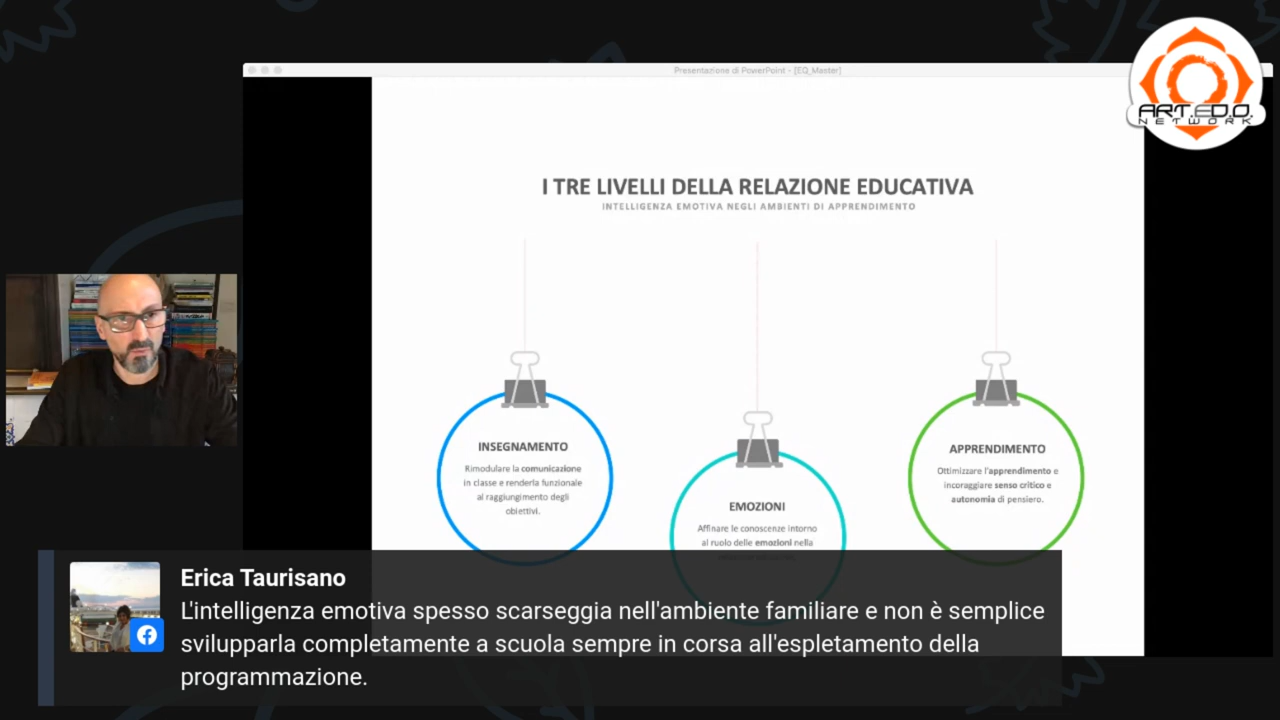 Presentazione di PowerPoint - [EQ_Master]
ART.E.D.O.
NETWORK
I TRE LIVELLI DELLA RELAZIONE EDUCATIVA
INTELLIGENZA EMOTIVA NEGLI AMBIENTI DI APPRENDIMENTO
INSEGNAMENTO
Rimodulare la comunicazione
in classe e renderla funzionale
al raggiungimento degli
obiettivi.
EMOZIONI
Affinare le conoscenze intorno
al ruolo delle emozioni nella
APPRENDIMENTO
Ottimizzare l'apprendimento e
incoraggiare senso critico e
autonomia di pensiero.
Erica Taurisano
L'intelligenza emotiva spesso scarseggia nell'ambiente familiare e non è semplice
svilupparla completamente a scuola sempre in corsa all'espletamento della
programmazione.